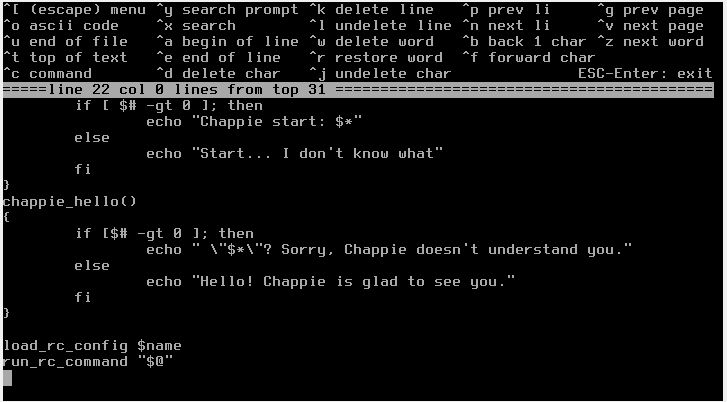 ^[ (escape) menu ^y search prompt ^k delete line ^p prev li ^g prev page
^o ascii code ^x search ^l undelete line ^n next li ^v next page
^u end of file ^a begin of line ^w delete word ^b back 1 char ^z next word
^t top of text ^e end of line ^r restore word ^f forward char
^c command ^d delete char ^j undelete char ESC-Enter: exit
=====line 22 col 0 lines from top 31 ============================================
if [ $# -gt 0 ]; then
echo "Chappie start: $*"
else
echo "Start... I don't know what"
fi
}
chappie_hello()
{
if [$# -gt 0 ]; then
echo " \"$*\"? Sorry, Chappie doesn't understand you."
else
echo "Hello! Chappie is glad to see you."
fi
}
load_rc_config $name
run_rc_command "$@"